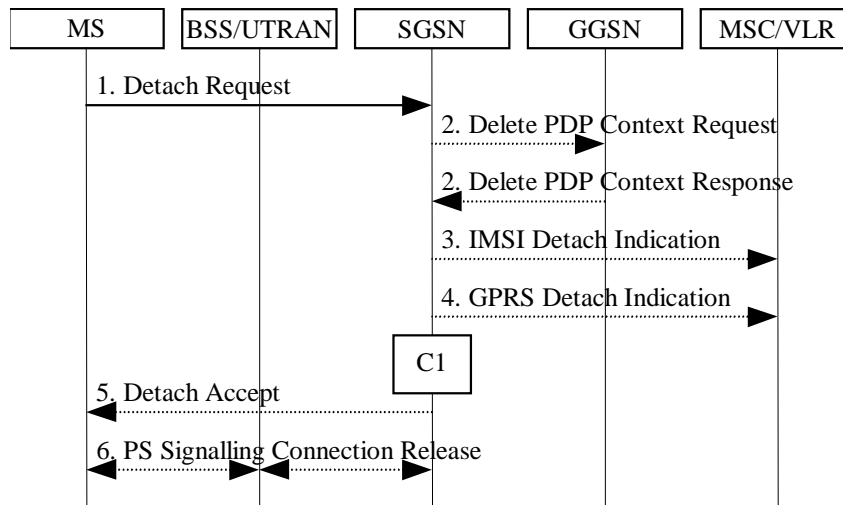 MS BSS/UTRAN SGSN GGSN MSC/VLR
1. Detach Request
2. Delete PDP Context Request
2. Delete PDP Context Response
3. IMSI Detach Indication
4. GPRS Detach Indication
C1
5. Detach Accept
6. PS Signalling Connection Release